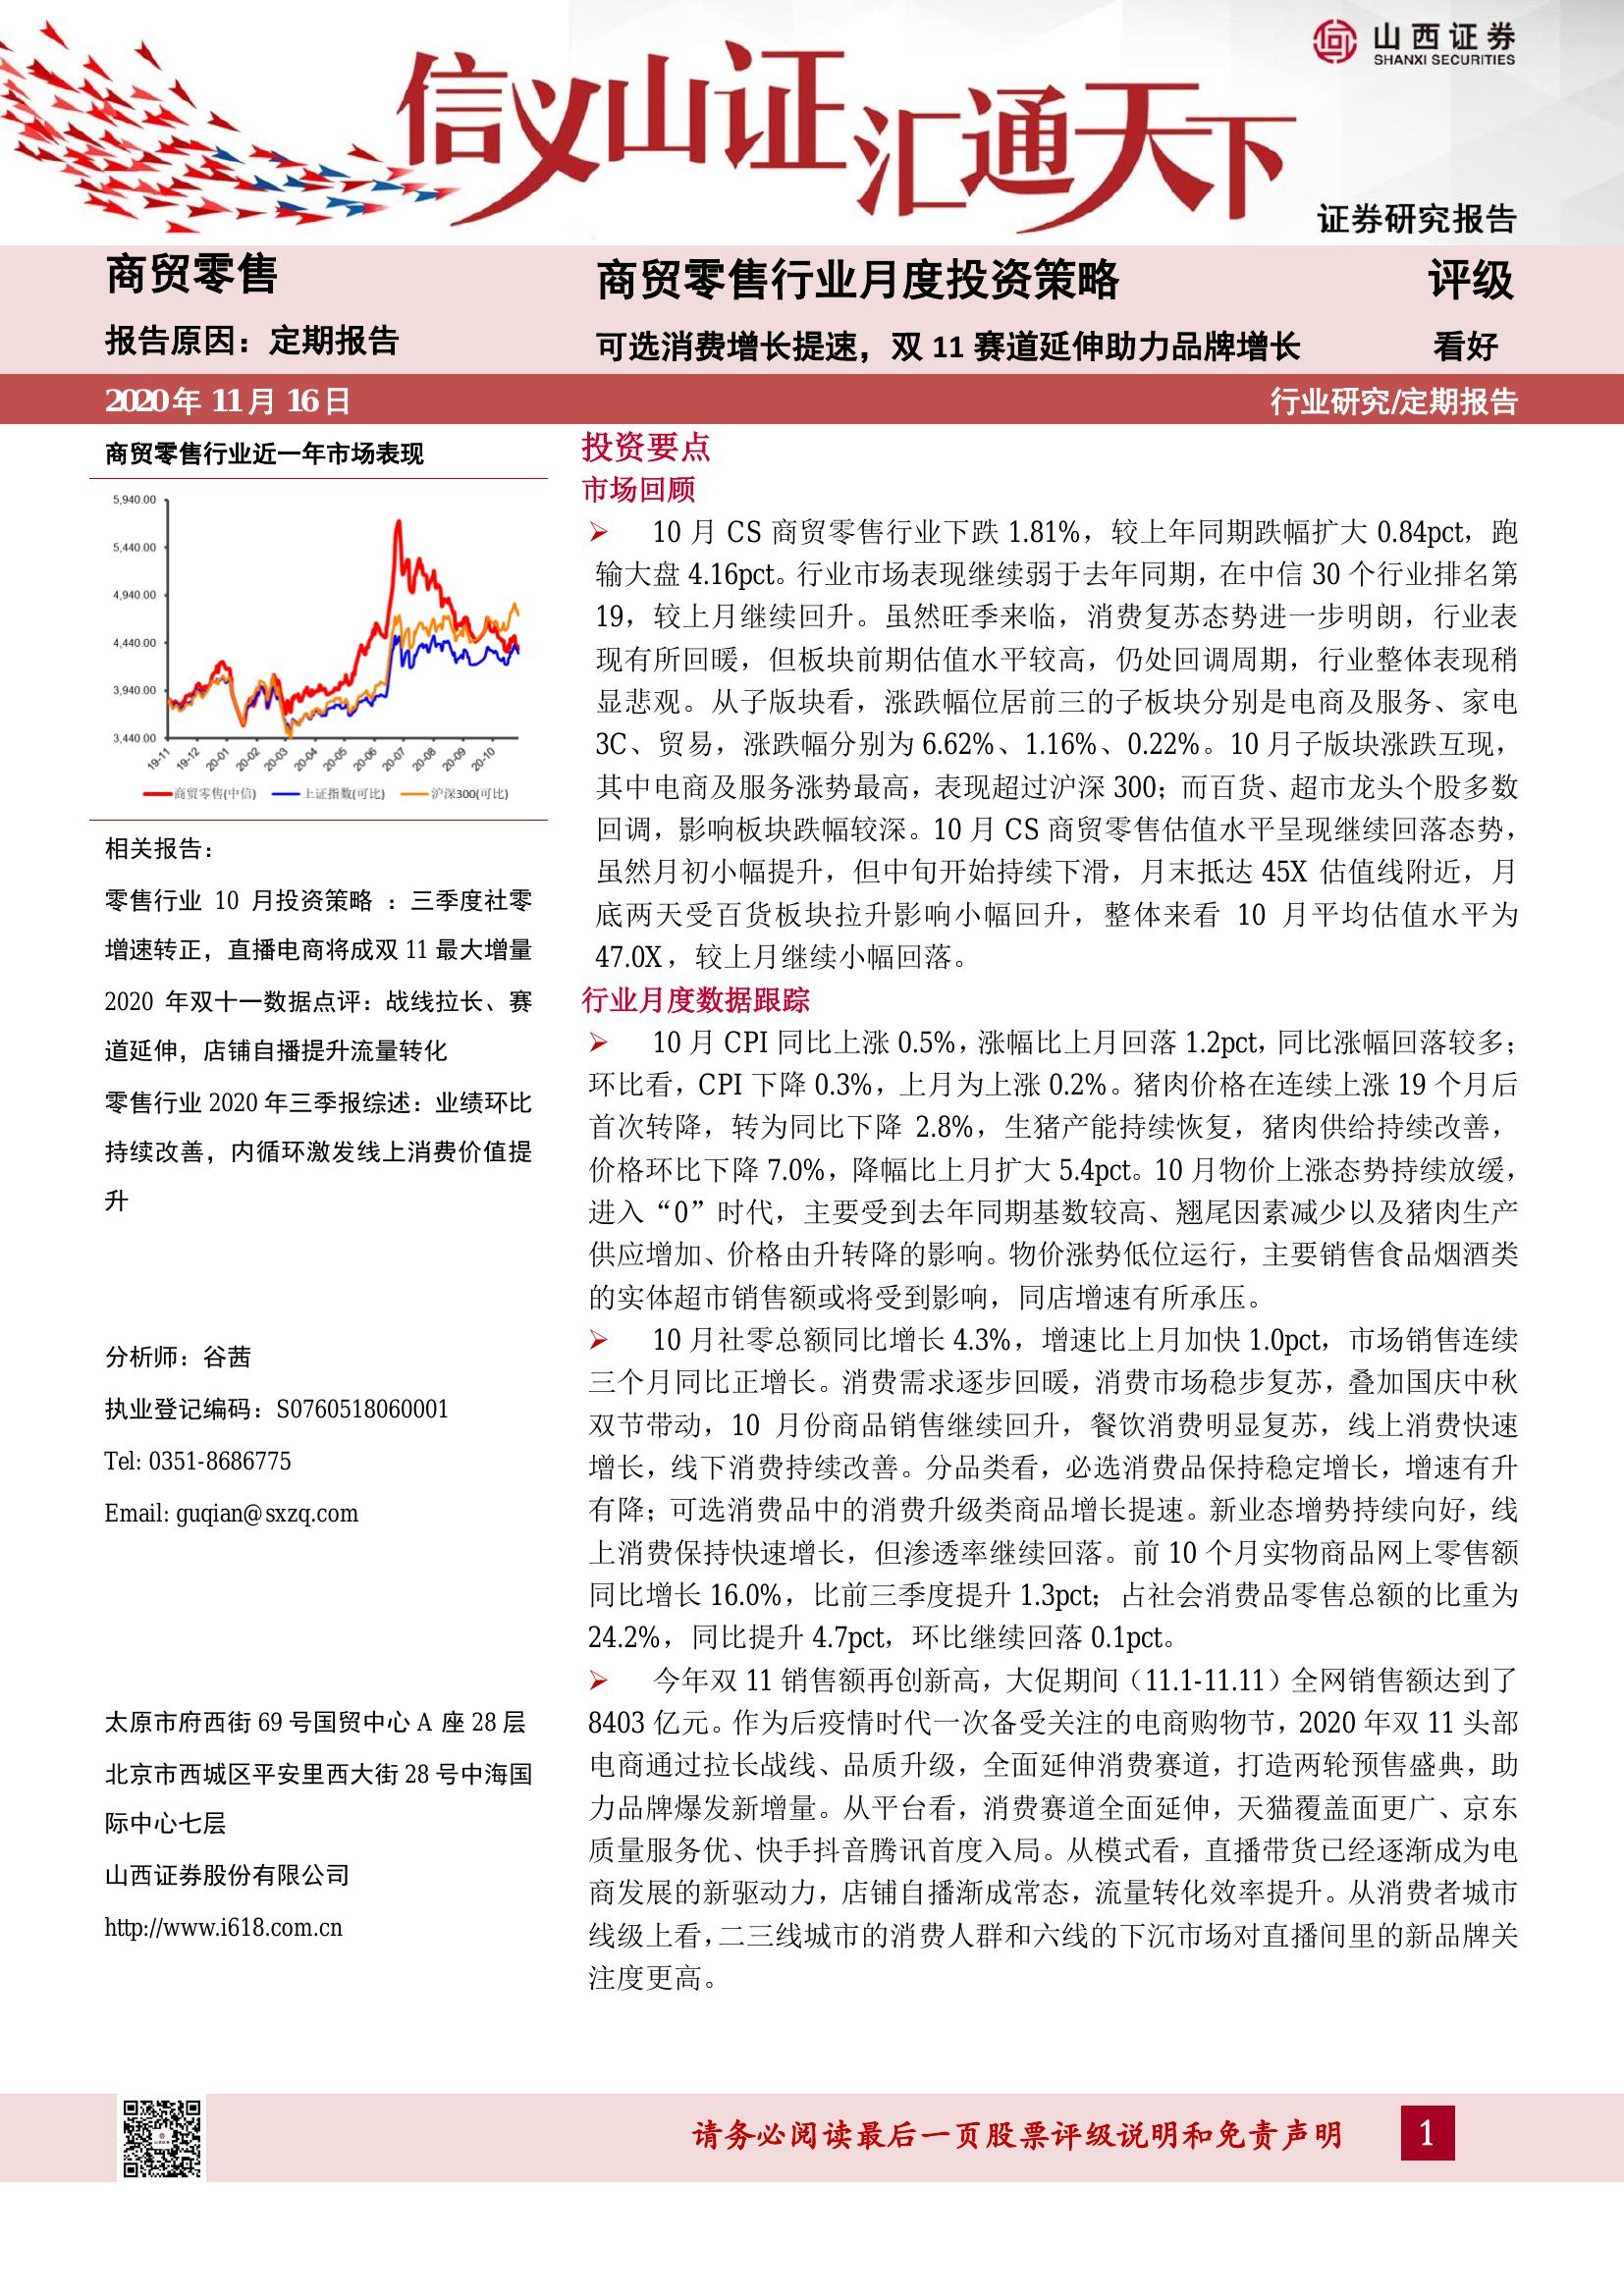 山西证券
SHANXI SECURITIES
信义山证汇通天下
证券研究报告
商贸零售
报告原因：定期报告
商贸零售行业月度投资策略
评级
可选消费增长提速，双 11 赛道延伸助力品牌增长
看好
2020 年 11 月 16 日
行业研究/定期报告
商贸零售行业近一年市场表现
5,940.00
5,440.00
4,940.00
4,440.00
3,940.00
3,440.00
19-11
19-12
20-01
20-02
20-03
20-04
20-05
20-06
20-07
20-08
20-09
20-10
商贸零售(中信)
上证指数(可比)
沪深300(可比)
相关报告：
零售行业 10 月投资策略 ：三季度社零
增速转正，直播电商将成双 11 最大增量
2020 年双十一数据点评：战线拉长、赛
道延伸，店铺自播提升流量转化
零售行业 2020 年三季报综述：业绩环比
持续改善，内循环激发线上消费价值提
升
分析师：谷茜
执业登记编码：S0760518060001
Tel: 0351-8686775
Email: guqian@sxzq.com
太原市府西街 69 号国贸中心 A 座 28 层
北京市西城区平安里西大街 28 号中海国
际中心七层
山西证券股份有限公司
http://www.i618.com.cn
投资要点
市场回顾
10 月 CS 商贸零售行业下跌 1.81%，较上年同期跌幅扩大 0.84pct，跑
输大盘 4.16pct。行业市场表现继续弱于去年同期，在中信 30 个行业排名第
19，较上月继续回升。虽然旺季来临，消费复苏态势进一步明朗，行业表
现有所回暖，但板块前期估值水平较高，仍处回调周期，行业整体表现稍
显悲观。从子版块看，涨跌幅位居前三的子板块分别是电商及服务、家电
3C、贸易，涨跌幅分别为 6.62%、1.16%、0.22%。10 月子版块涨跌互现，
其中电商及服务涨势最高，表现超过沪深 300；而百货、超市龙头个股多数
回调，影响板块跌幅较深。10 月 CS 商贸零售估值水平呈现继续回落态势，
虽然月初小幅提升，但中旬开始持续下滑，月末抵达 45X 估值线附近，月
底两天受百货板块拉升影响小幅回升，整体来看 10 月平均估值水平为
47.0X，较上月继续小幅回落。
行业月度数据跟踪
10 月 CPI 同比上涨 0.5%，涨幅比上月回落 1.2pct，同比涨幅回落较多；
环比看，CPI 下降 0.3%，上月为上涨 0.2%。猪肉价格在连续上涨 19 个月后
首次转降，转为同比下降 2.8%，生猪产能持续恢复，猪肉供给持续改善，
价格环比下降 7.0%，降幅比上月扩大 5.4pct。10 月物价上涨态势持续放缓，
进入“0”时代，主要受到去年同期基数较高、翘尾因素减少以及猪肉生产
供应增加、价格由升转降的影响。物价涨势低位运行，主要销售食品烟酒类
的实体超市销售额或将受到影响，同店增速有所承压。
10 月社零总额同比增长 4.3%，增速比上月加快 1.0pct，市场销售连续
三个月同比正增长。消费需求逐步回暖，消费市场稳步复苏，叠加国庆中秋
双节带动，10 月份商品销售继续回升，餐饮消费明显复苏，线上消费快速
增长，线下消费持续改善。分品类看，必选消费品保持稳定增长，增速有升
有降；可选消费品中的消费升级类商品增长提速。新业态增势持续向好，线
上消费保持快速增长，但渗透率继续回落。前 10 个月实物商品网上零售额
同比增长 16.0%，比前三季度提升 1.3pct；占社会消费品零售总额的比重为
24.2%，同比提升 4.7pct，环比继续回落 0.1pct。
今年双 11 销售额再创新高，大促期间（11.1-11.11）全网销售额达到了
8403 亿元。作为后疫情时代一次备受关注的电商购物节，2020 年双 11 头部
电商通过拉长战线、品质升级，全面延伸消费赛道，打造两轮预售盛典，助
力品牌爆发新增量。从平台看，消费赛道全面延伸，天猫覆盖面更广、京东
质量服务优、快手抖音腾讯首度入局。从模式看，直播带货已经逐渐成为电
商发展的新驱动力，店铺自播渐成常态，流量转化效率提升。从消费者城市
线级上看，二三线城市的消费人群和六线的下沉市场对直播间里的新品牌关
注度更高。
请务必阅读最后一页股票评级说明和免责声明
1